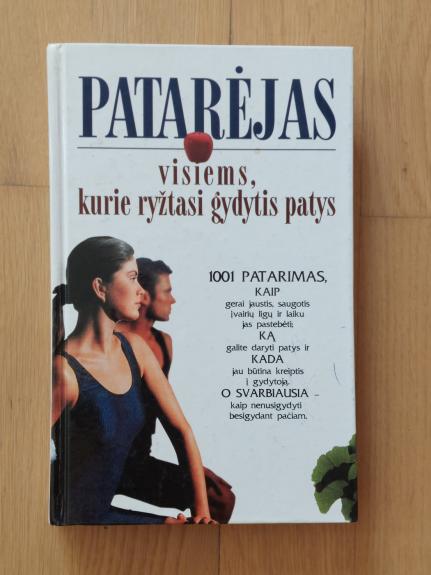 PATARĖJAS
visiems,
kurie ryžtasi gydytis patys
1001 PATARIMAS,
KAIP
gerai jaustis, saugotis
įvairių ligų ir laiku
jas pastebėti;
KĄ
galite daryti patys ir
KADA
jau būtina kreiptis
į gydytoją.
O SVARBIAUSIA –
kaip nenusigydyti
besigydant pačiam.